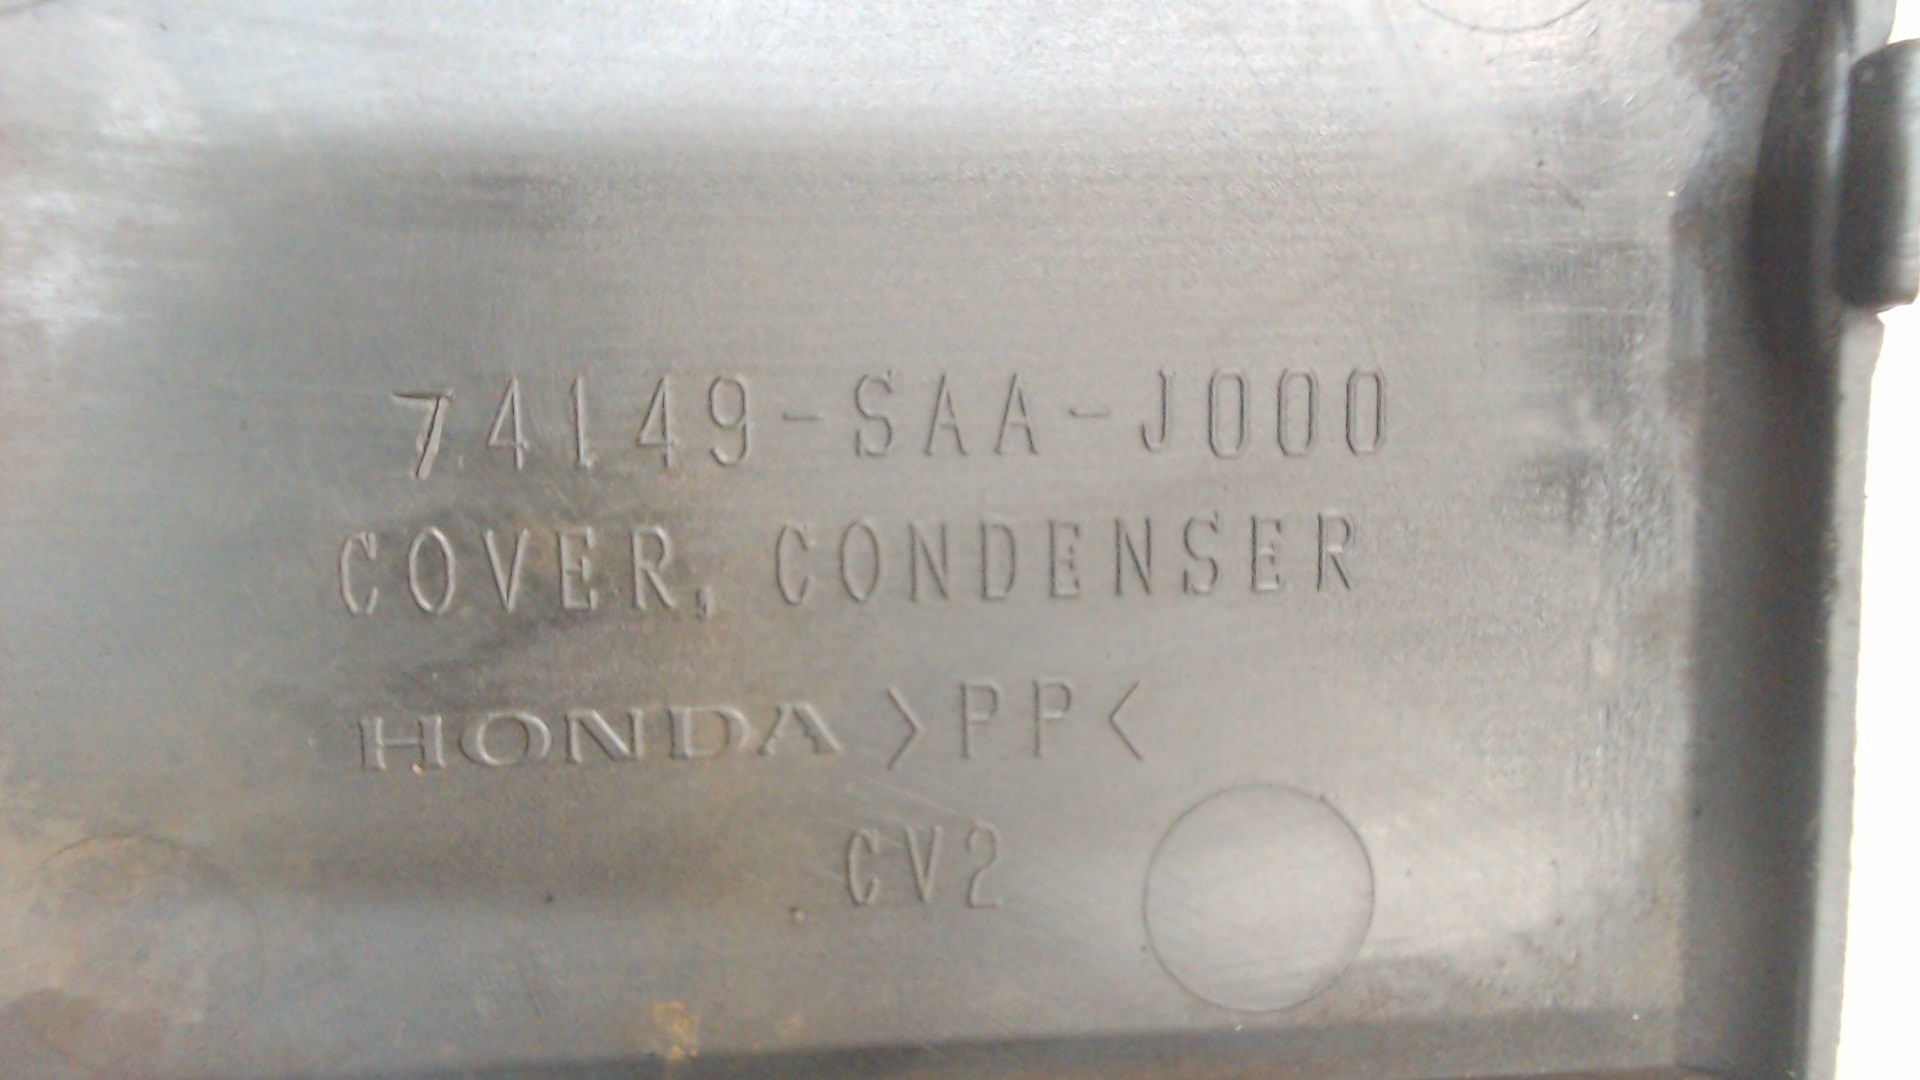 74149-SAA-J000
COVER, CONDENSER
HONDA >PP<
CV2